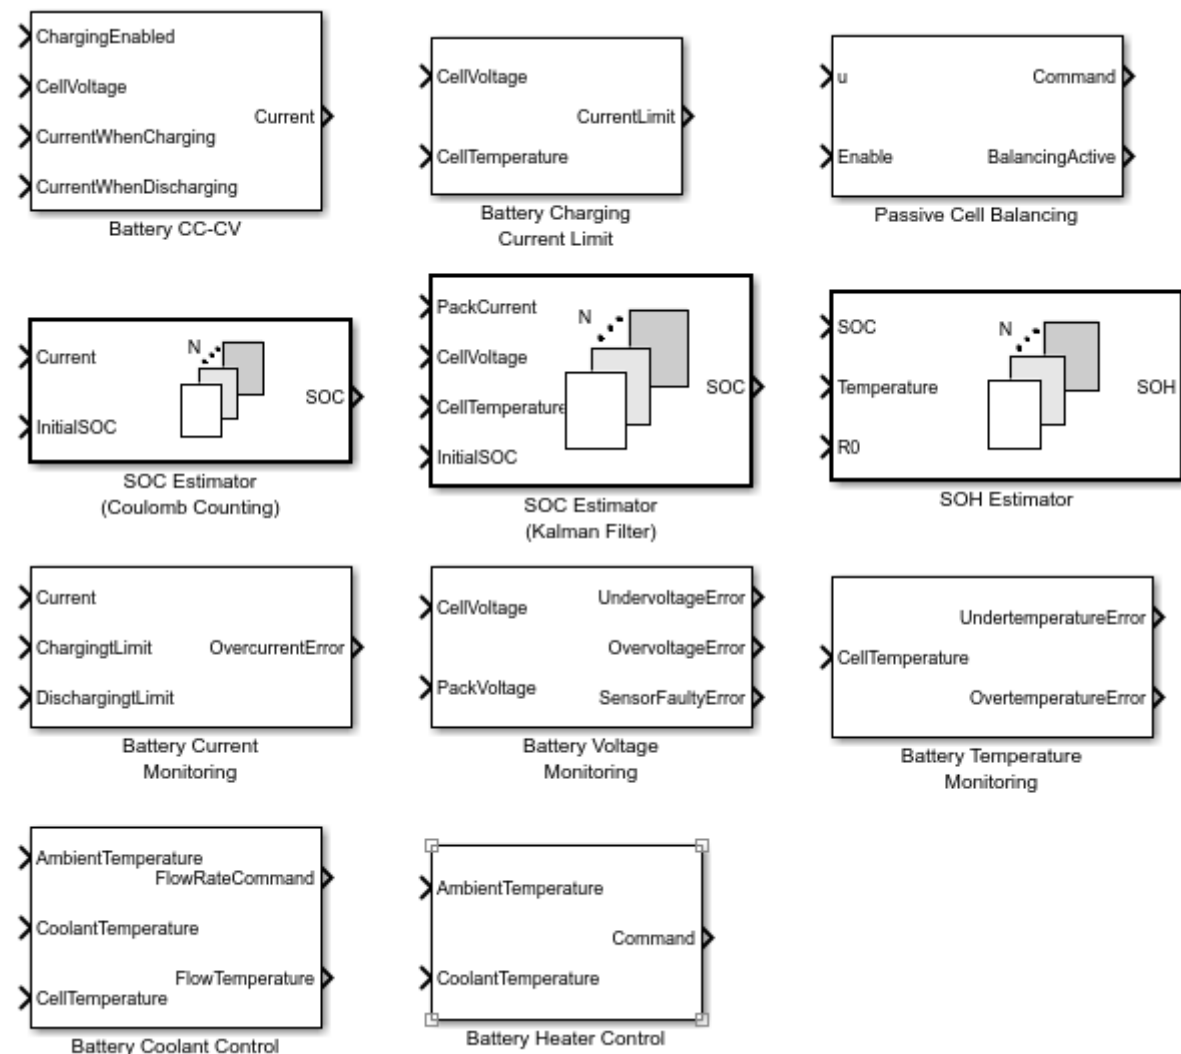 ChargingEnabled
CellVoltage
CurrentWhenCharging
CurrentWhenDischarging
Current
Battery CC-CV
CellVoltage
CellTemperature
CurrentLimit
Battery Charging
Current Limit
u
Enable
Command
BalancingActive
Passive Cell Balancing
Current
InitialSOC
N
SOC
SOC Estimator
(Coulomb Counting)
PackCurrent
CellVoltage
CellTemperature
InitialSOC
N
SOC
SOC Estimator
(Kalman Filter)
SOC
Temperature
R0
N
SOH
SOH Estimator
Current
ChargingtLimit
DischargingtLimit
OvercurrentError
Battery Current
Monitoring
CellVoltage
PackVoltage
UndervoltageError
OvervoltageError
SensorFaultyError
Battery Voltage
Monitoring
CellTemperature
UndertemperatureError
OvertemperatureError
Battery Temperature
Monitoring
AmbientTemperature
CoolantTemperature
CellTemperature
FlowRateCommand
FlowTemperature
Battery Coolant Control
AmbientTemperature
CoolantTemperature
Command
Battery Heater Control